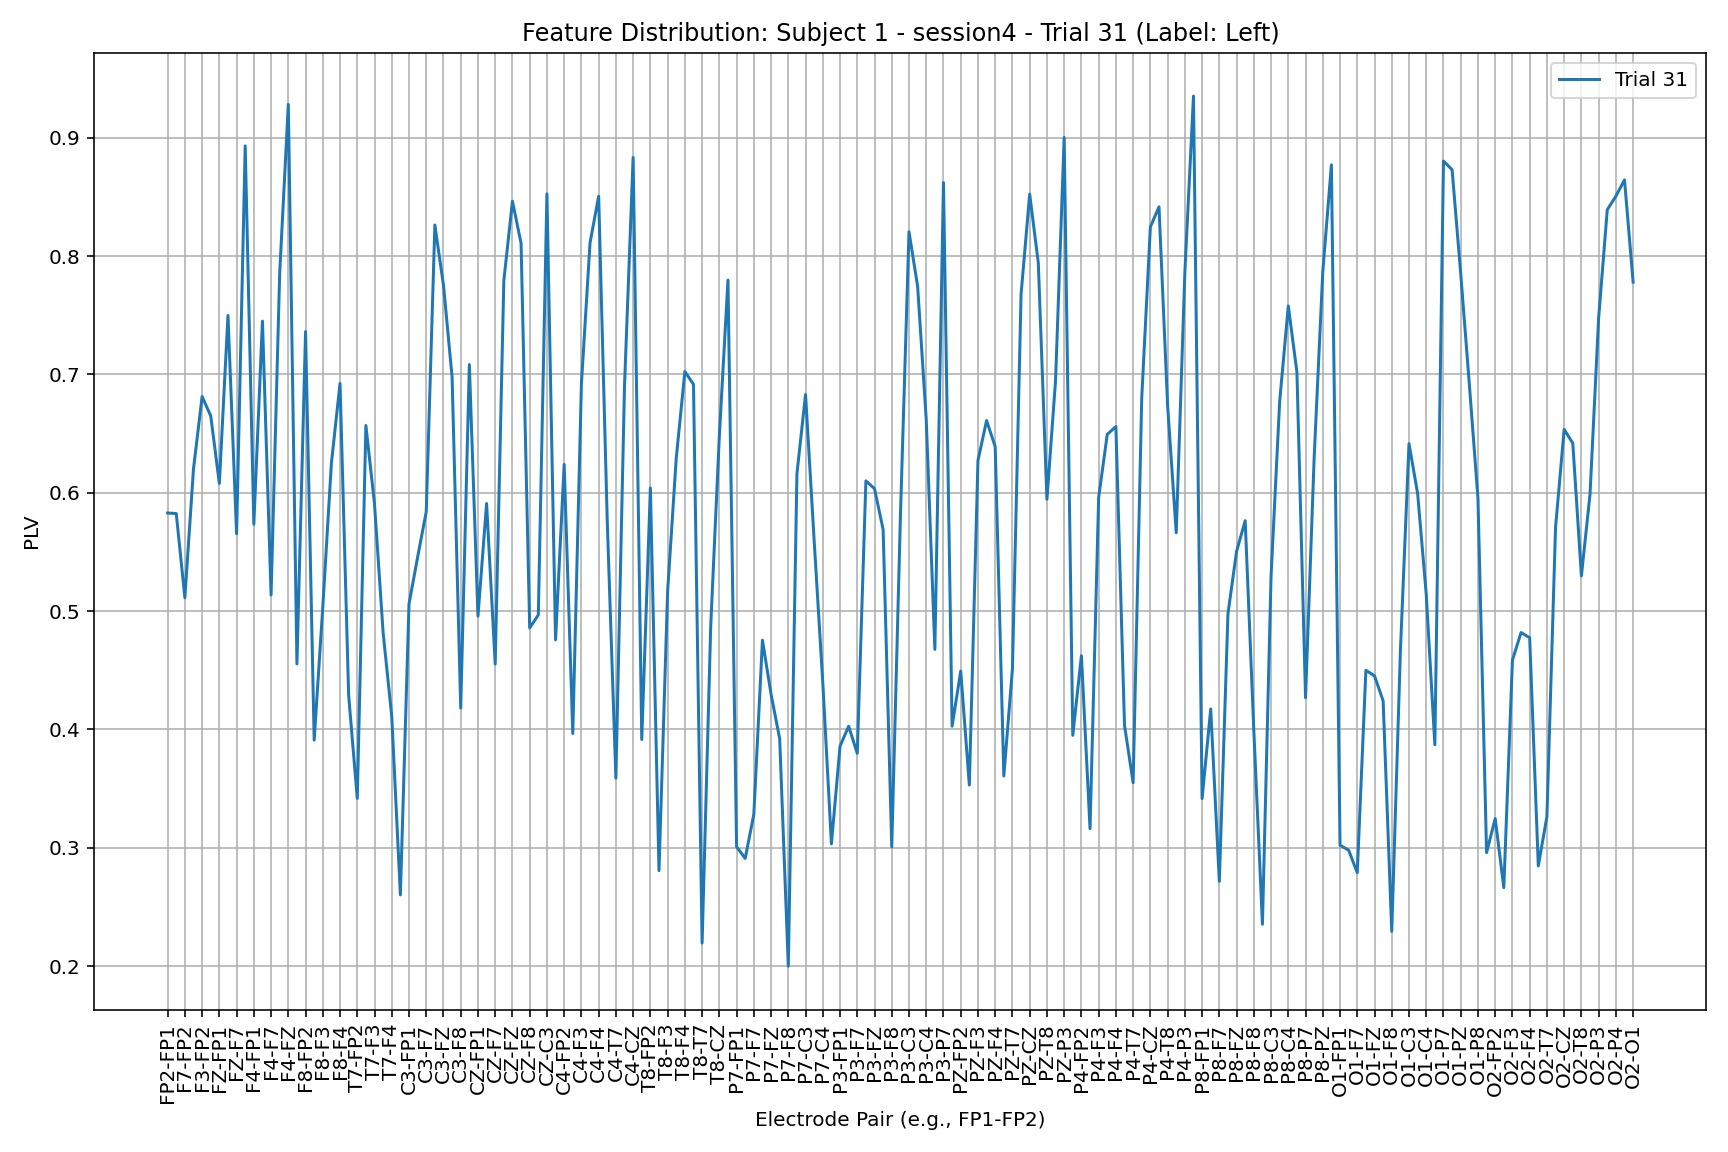 Feature Distribution: Subject 1 - session4 - Trial 31 (Label: Left)
Trial 31
PLV
0.9
0.8
0.7
0.6
0.5
0.4
0.3
0.2
FP2-FP1
F7-FP2
F3-FP2
FZ-FP1
FZ-F7
F4-FP1
F4-F7
F4-FZ
F8-FP2
F8-F3
F8-F4
T7-FP2
T7-F3
T7-F4
C3-FP1
C3-F7
C3-FZ
C3-F8
CZ-FP1
CZ-F7
CZ-FZ
CZ-F8
CZ-C3
C4-FP2
C4-F3
C4-F4
C4-T7
C4-CZ
T8-FP2
T8-F3
T8-F4
T8-T7
T8-CZ
P7-FP1
P7-F7
P7-FZ
P7-F8
P7-C3
P7-C4
P3-FP1
P3-F7
P3-FZ
P3-F8
P3-C3
P3-C4
P3-P7
PZ-FP2
PZ-F3
PZ-F4
PZ-T7
PZ-CZ
PZ-T8
PZ-P3
P4-FP2
P4-F3
P4-F4
P4-T7
P4-CZ
P4-T8
P4-P3
P8-FP1
P8-F7
P8-FZ
P8-F8
P8-C3
P8-C4
P8-P7
P8-PZ
O1-FP1
O1-F7
O1-FZ
O1-F8
O1-C3
O1-C4
O1-P7
O1-PZ
O1-P8
O2-FP2
O2-F3
O2-F4
O2-T7
O2-CZ
O2-T8
O2-P3
O2-P4
O2-O1
Electrode Pair (e.g., FP1-FP2)